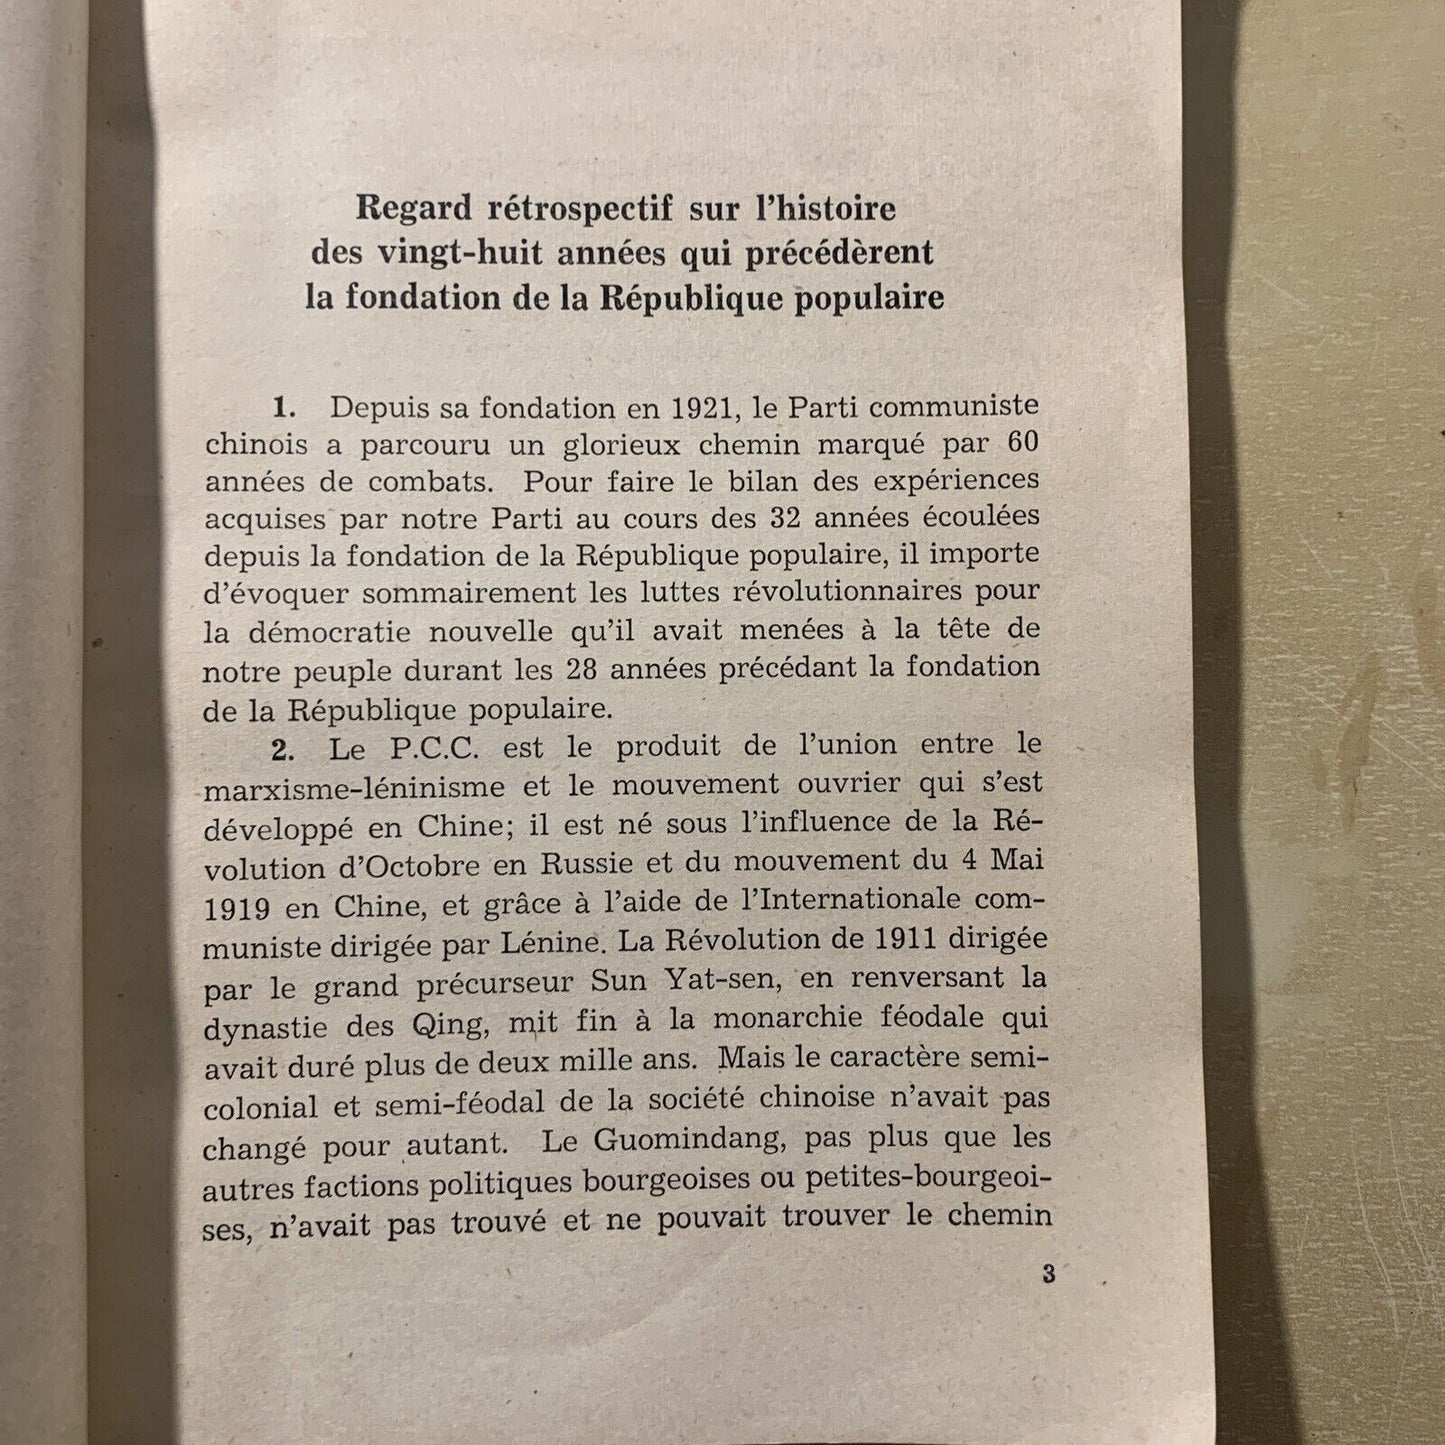 Regard rétrospectif sur l'histoire
des vingt-huit années qui précédèrent
la fondation de la République populaire
1. Depuis sa fondation en 1921, le Parti communiste
chinois a parcouru un glorieux chemin marqué par 60
années de combats. Pour faire le bilan des expériences
acquises par notre Parti au cours des 32 années écoulées
depuis la fondation de la République populaire, il importe
d'évoquer sommairement les luttes révolutionnaires pour
la démocratie nouvelle qu'il avait menées à la tête de
notre peuple durant les 28 années précédant la fondation
de la République populaire.
2. Le P.C.C. est le produit de l'union entre le
marxisme-léninisme et le mouvement ouvrier qui s'est
développé en Chine; il est né sous l'influence de la Ré-
volution d'Octobre en Russie et du mouvement du 4 Mai
1919 en Chine, et grâce à l'aide de l'Internationale com-
muniste dirigée par Lénine. La Révolution de 1911 dirigée
par le grand précurseur Sun Yat-sen, en renversant la
dynastie des Qing, mit fin à la monarchie féodale qui
avait duré plus de deux mille ans. Mais le caractère semi-
colonial et semi-féodal de la société chinoise n'avait pas
changé pour autant. Le Guomindang, pas plus que les
autres factions politiques bourgeoises ou petites-bourgeoi-
ses, n'avait pas trouvé et ne pouvait trouver le chemin
3